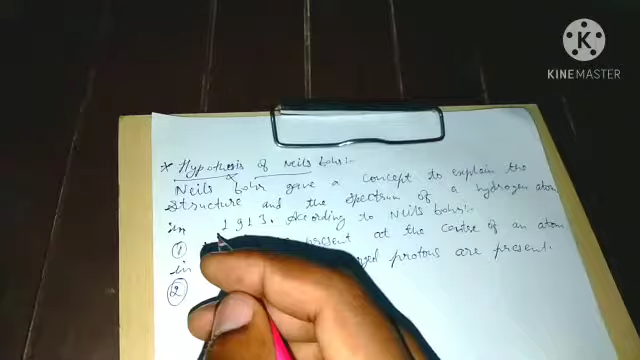 * Hypothesis of Neils bohr:-
Neils bohr gave a concept to explain the
structure and the spectrum of a hydrogen atom
in 1913. According to Neils bohr:-
① present at the centre of an atom
in protons are present.
②
KINEMASTER